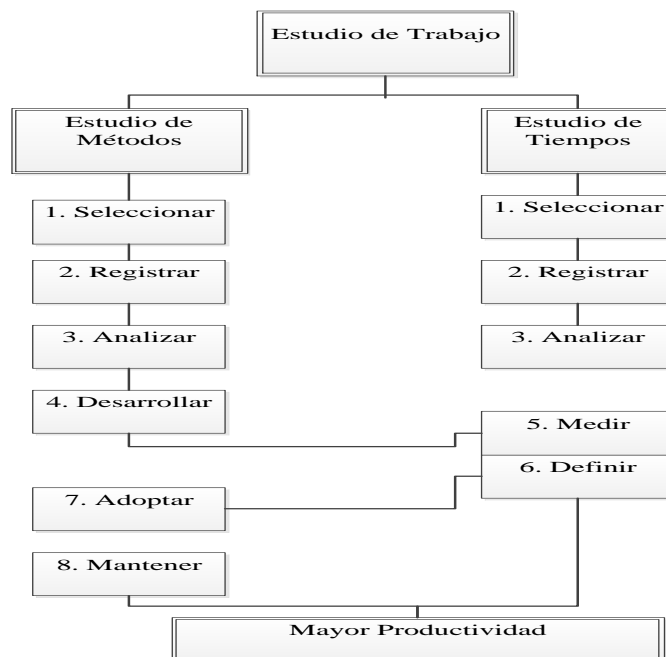 Estudio de Trabajo
Estudio de
Métodos
Estudio de
Tiempos
1. Seleccionar
1. Seleccionar
2. Registrar
2. Registrar
3. Analizar
3. Analizar
4. Desarrollar
5. Medir
6. Definir
7. Adoptar
8. Mantener
Mayor Productividad